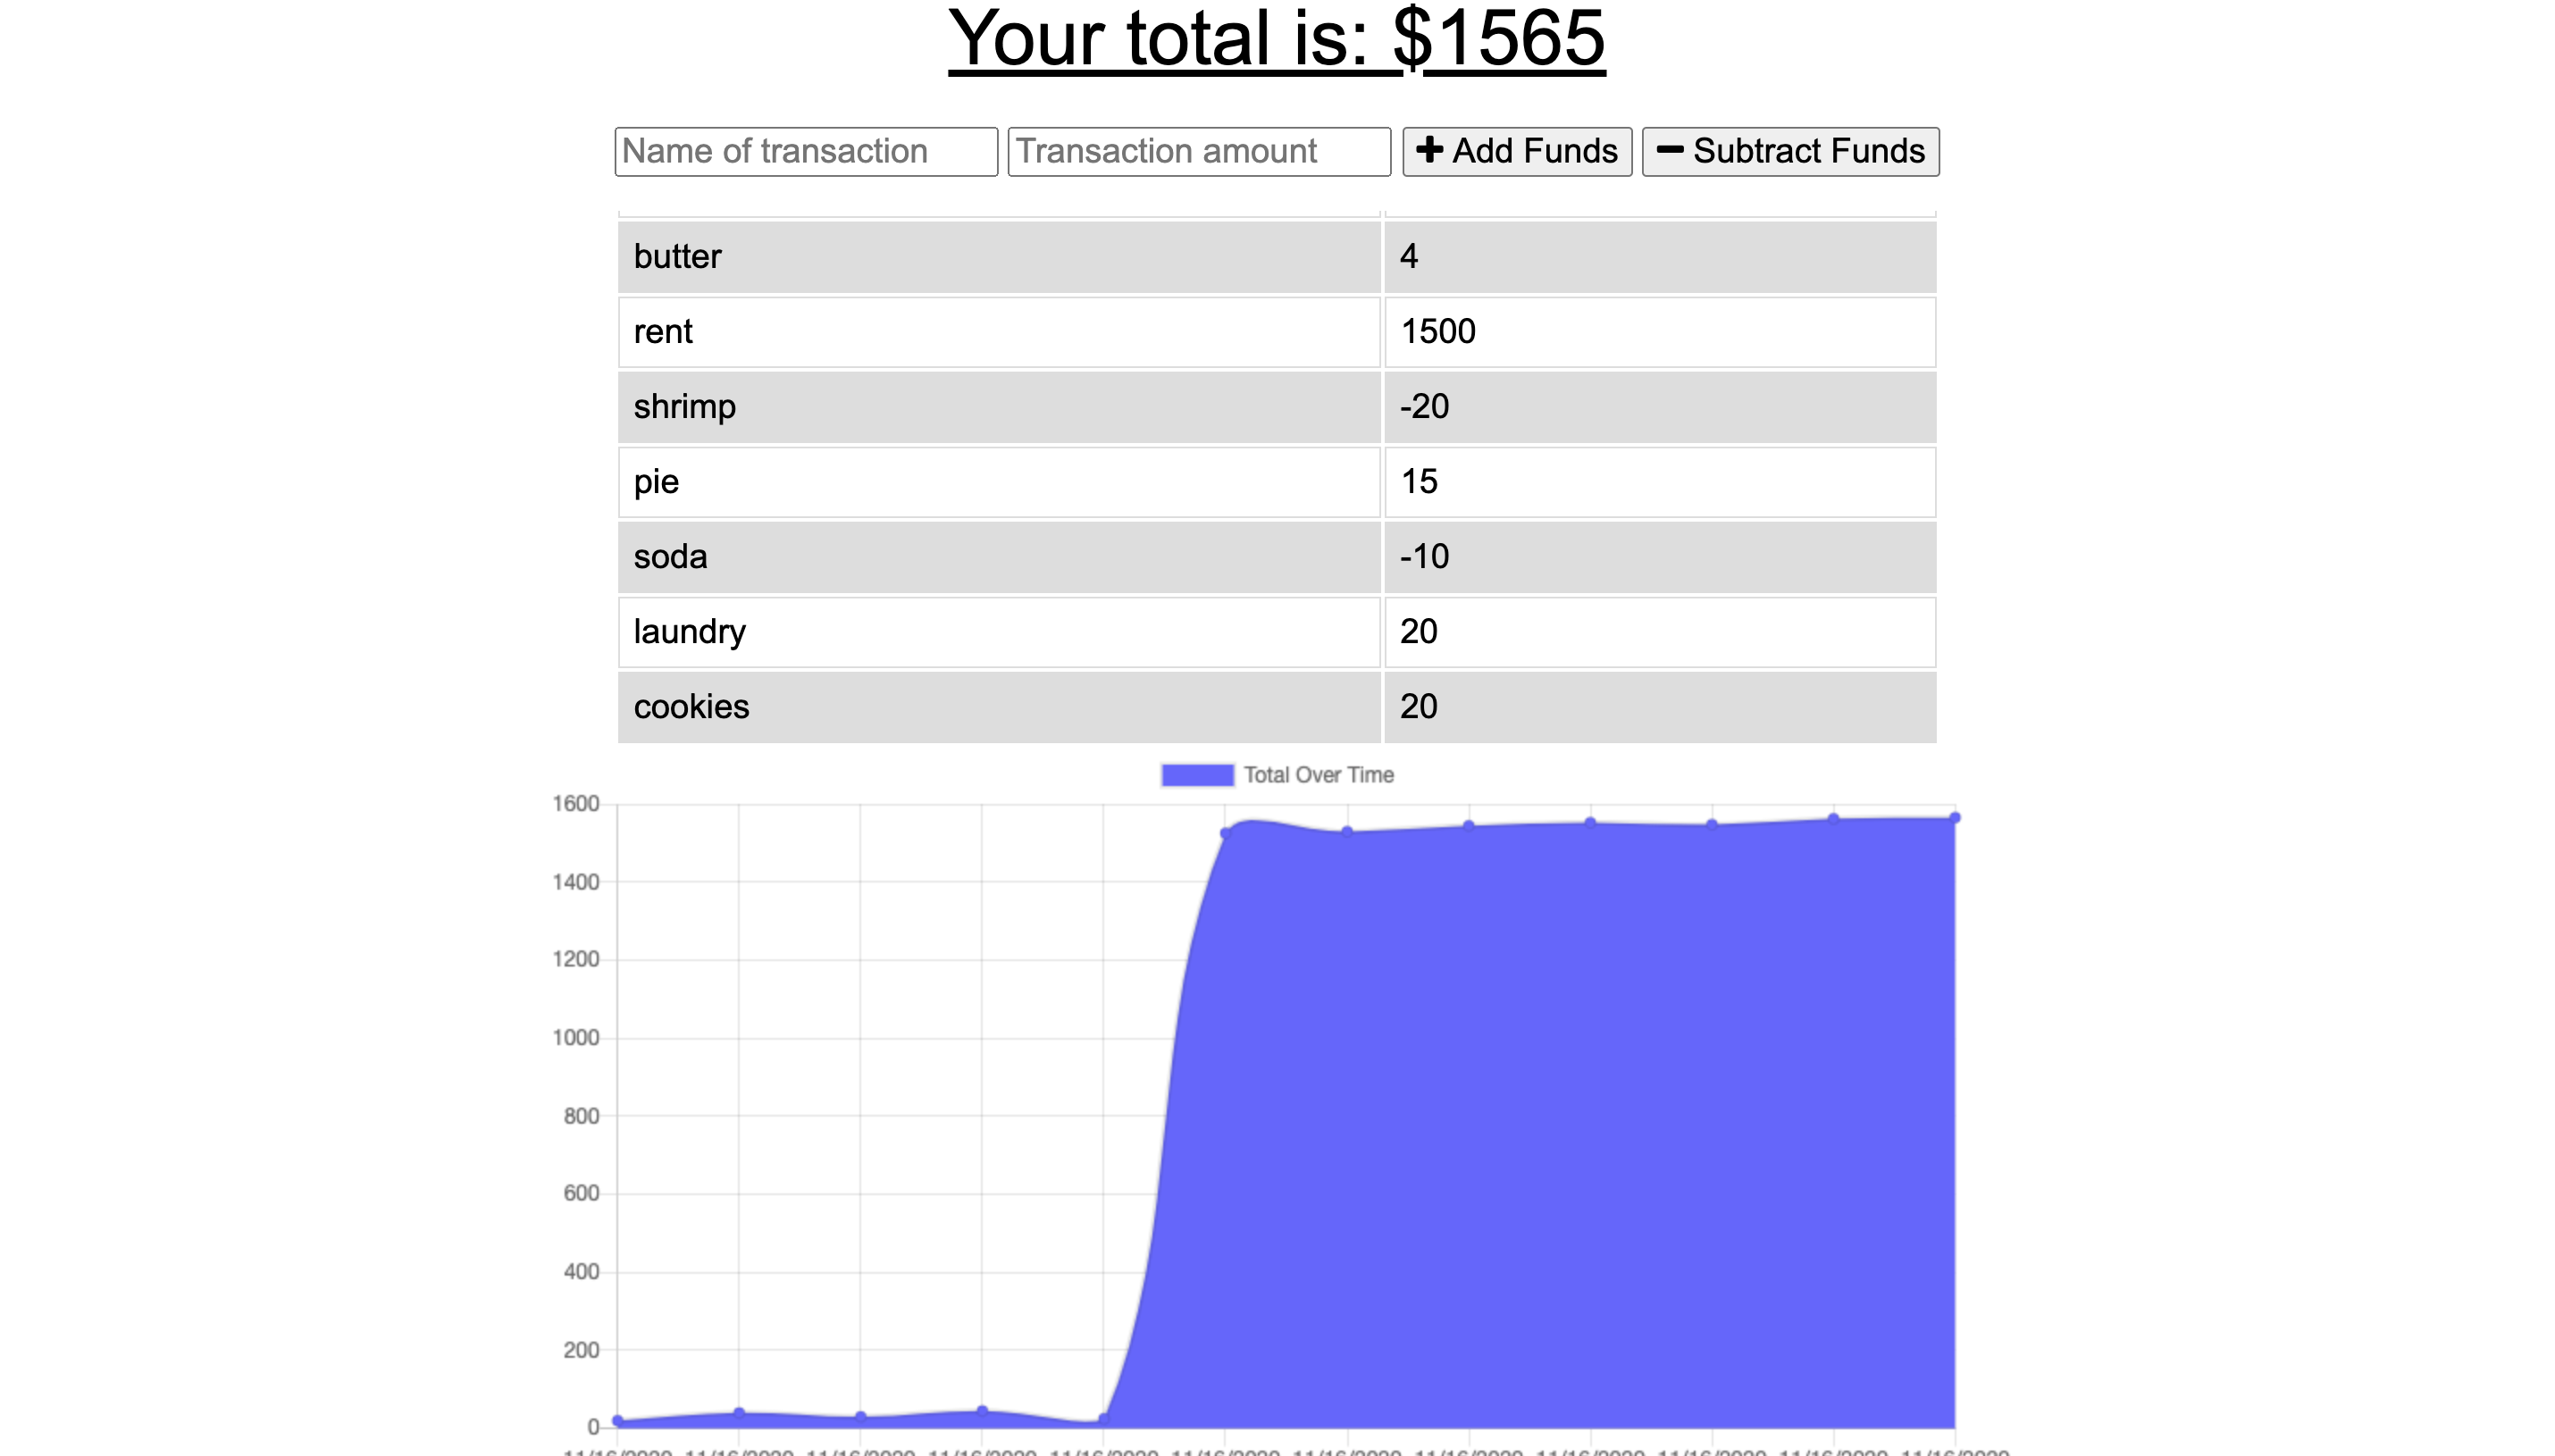 Your total is: $1565
Name of transaction Transaction amount Add Funds Subtract Funds
butter 4
rent 1500
shrimp -20
pie 15
soda -10
laundry 20
cookies 20
Total Over Time
1600
1400
1200
1000
800
600
400
200
0